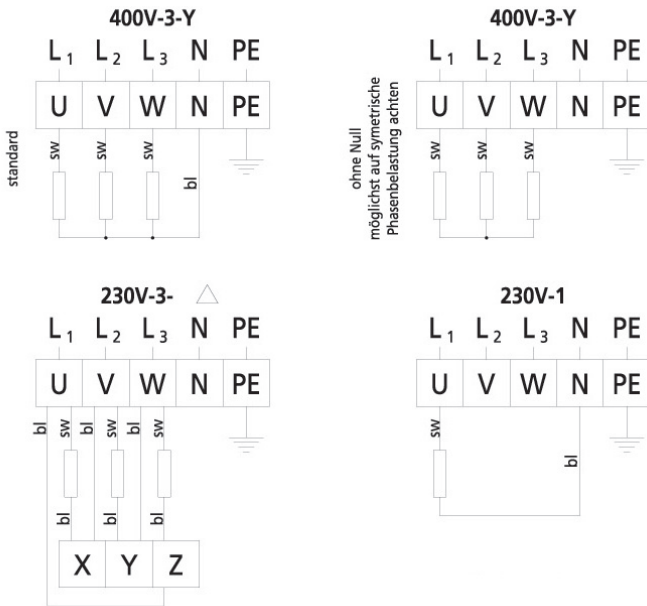 400V-3-Y
L1 L2 L3 N PE
U V W N PE
standard
sw sw sw bl
400V-3-Y
L1 L2 L3 N PE
U V W N PE
ohne Null
möglichst auf symetrische
Phasenbelastung achten
sw sw sw
230V-3- △
L1 L2 L3 N PE
U V W N PE
bl sw bl sw bl sw
bl bl bl
X Y Z
230V-1
L1 L2 L3 N PE
U V W N PE
sw bl